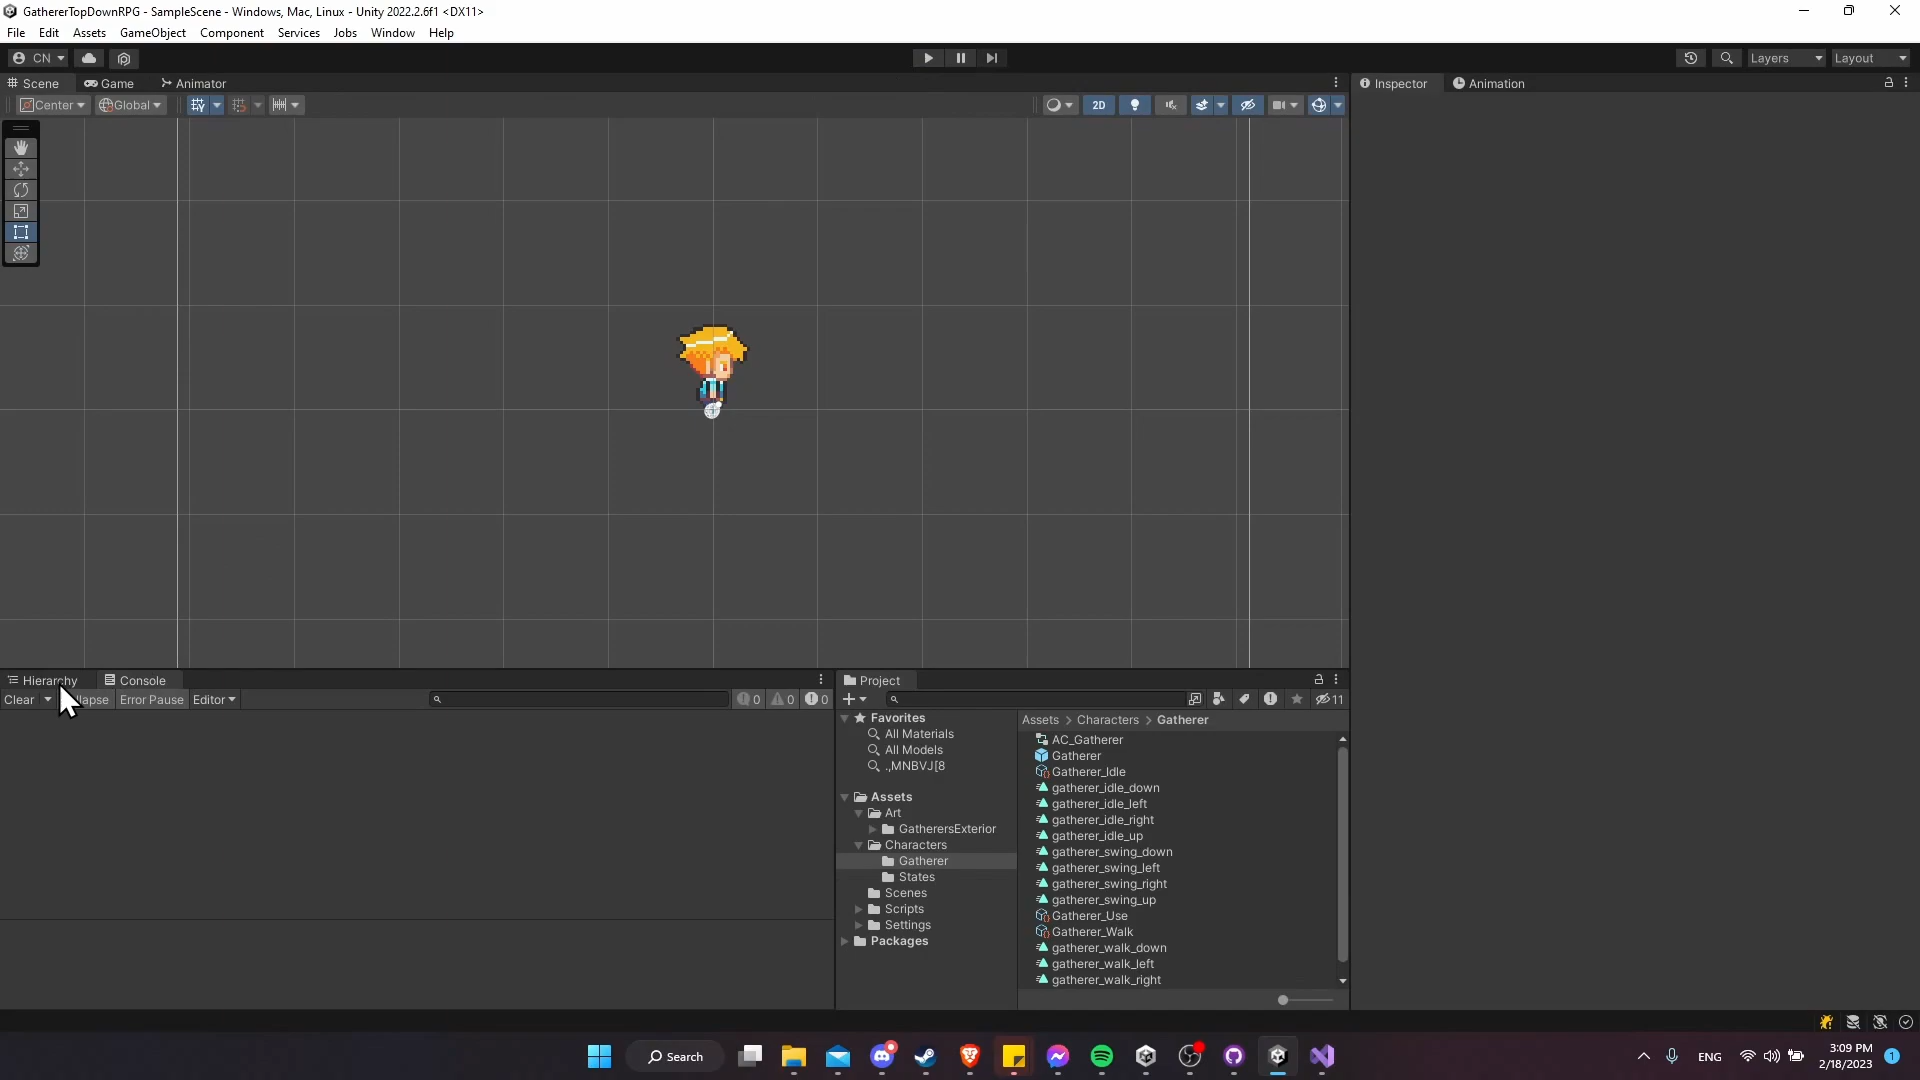 GathererTopDownRPG - SampleScene - Windows, Mac, Linux - Unity 2022.2.6f1 <DX11>
File Edit Assets GameObject Component Services Jobs Window Help
CN Layers Layout
Scene Game Animator Inspector Animation
Center Global 2D
Hierarchy Console Project
Clear lapse Error Pause Editor 0 0 0 11
Favorites
All Materials
All Models
.,MNBVJ[8
Assets
Art
GatherersExterior
Characters
Gatherer
States
Scenes
Scripts
Settings
Packages
Assets > Characters > Gatherer
AC_Gatherer
Gatherer
Gatherer_Idle
gatherer_idle_down
gatherer_idle_left
gatherer_idle_right
gatherer_idle_up
gatherer_swing_down
gatherer_swing_left
gatherer_swing_right
gatherer_swing_up
Gatherer_Use
Gatherer_Walk
gatherer_walk_down
gatherer_walk_left
gatherer_walk_right
Search ENG 3:09 PM
2/18/2023 1